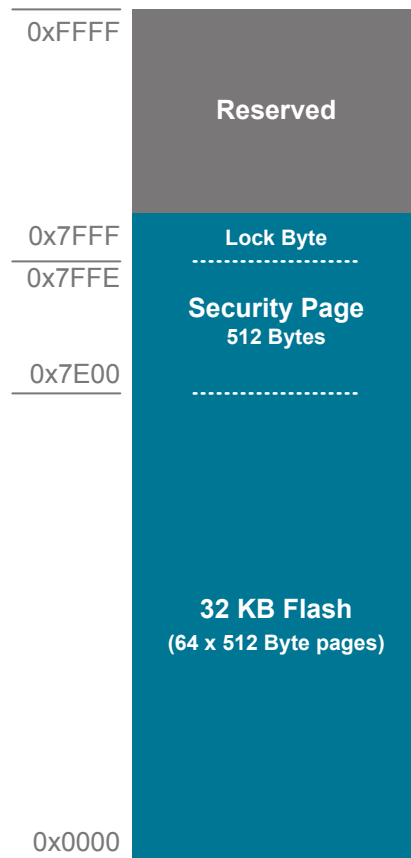 0xFFFF
Reserved
0x7FFF
Lock Byte
0x7FFE
Security Page
512 Bytes
0x7E00
32 KB Flash
(64 x 512 Byte pages)
0x0000